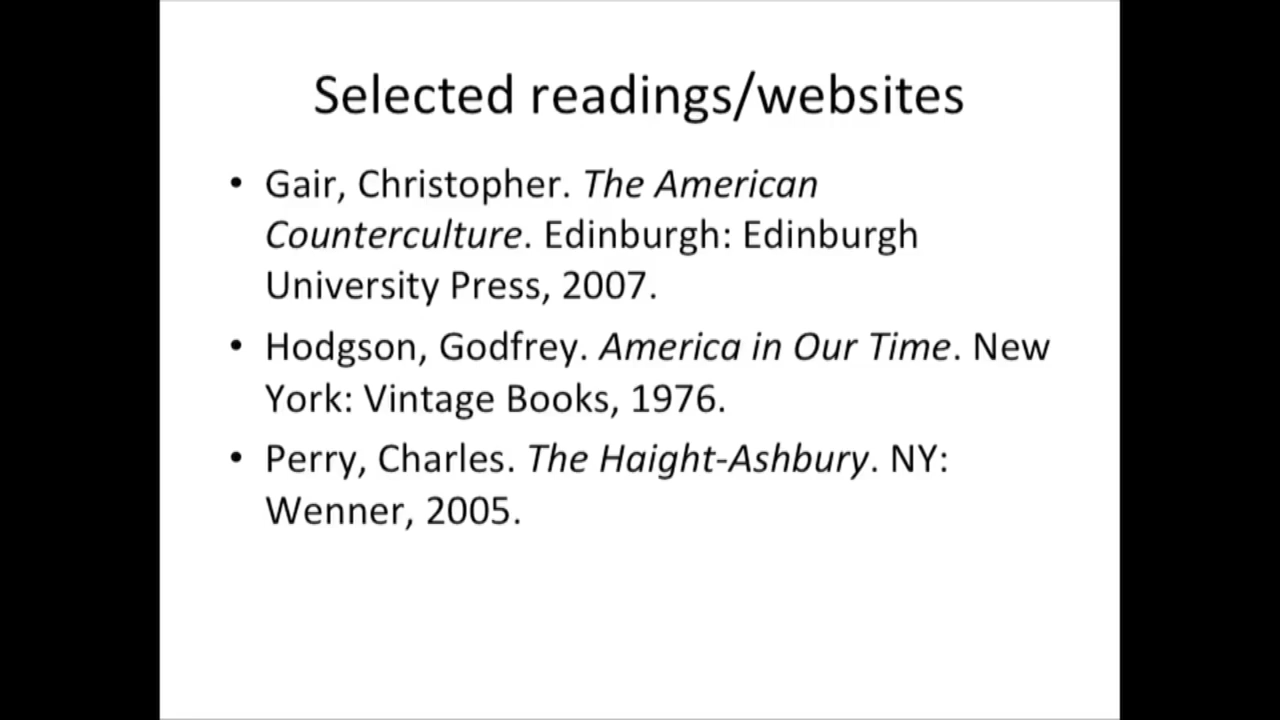 Selected readings/websites
• Gair, Christopher. The American
Counterculture. Edinburgh: Edinburgh
University Press, 2007.
• Hodgson, Godfrey. America in Our Time. New
York: Vintage Books, 1976.
• Perry, Charles. The Haight-Ashbury. NY:
Wenner, 2005.